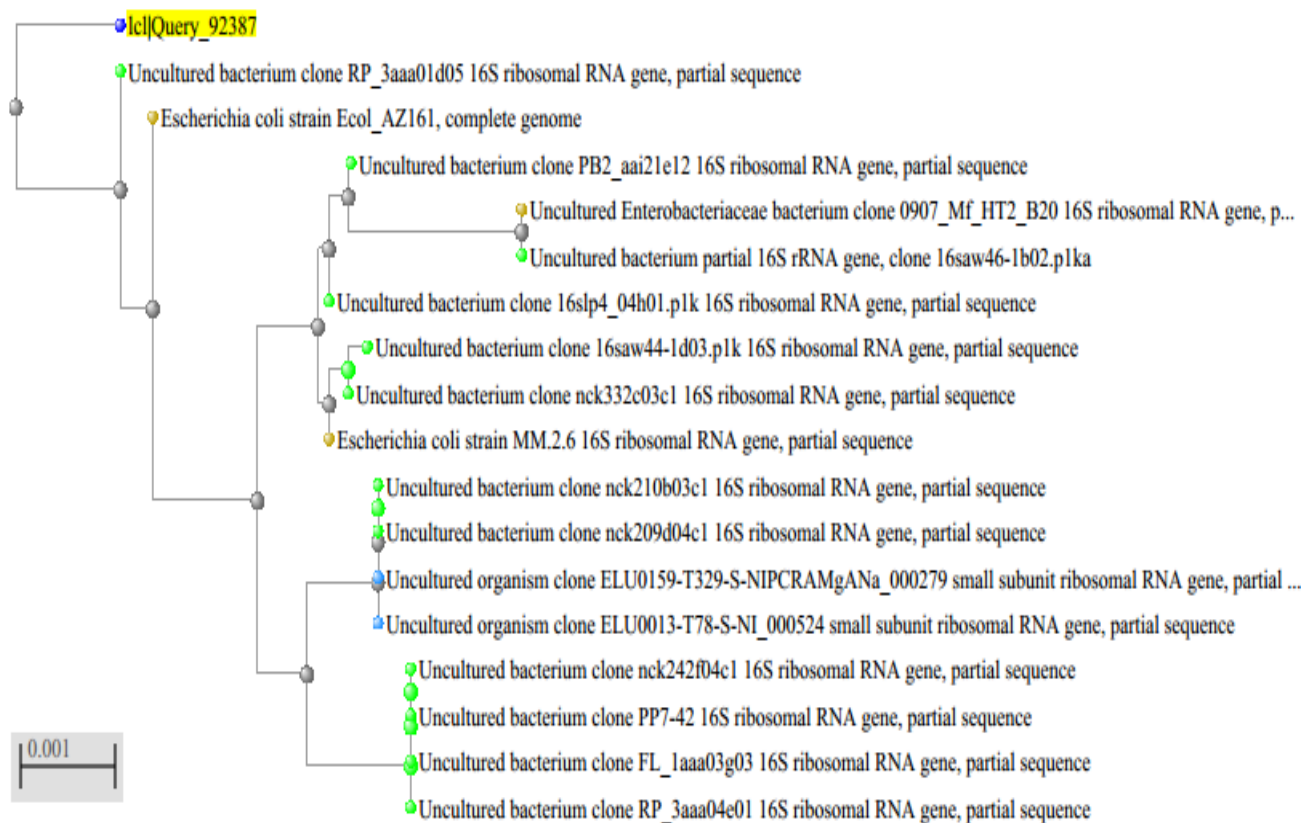 lcl|Query_92387
Uncultured bacterium clone RP_3aaa01d05 16S ribosomal RNA gene, partial sequence
Escherichia coli strain Ecol_AZ161, complete genome
Uncultured bacterium clone PB2_aai21e12 16S ribosomal RNA gene, partial sequence
Uncultured Enterobacteriaceae bacterium clone 0907_Mf_HT2_B20 16S ribosomal RNA gene, p...
Uncultured bacterium partial 16S rRNA gene, clone 16saw46-1b02.p1ka
Uncultured bacterium clone 16slp4_04h01.p1k 16S ribosomal RNA gene, partial sequence
Uncultured bacterium clone 16saw44-1d03.p1k 16S ribosomal RNA gene, partial sequence
Uncultured bacterium clone nck332c03c1 16S ribosomal RNA gene, partial sequence
Escherichia coli strain MM.2.6 16S ribosomal RNA gene, partial sequence
Uncultured bacterium clone nck210b03c1 16S ribosomal RNA gene, partial sequence
Uncultured bacterium clone nck209d04c1 16S ribosomal RNA gene, partial sequence
Uncultured organism clone ELU0159-T329-S-NIPCRAMgANa_000279 small subunit ribosomal RNA gene, partial ...
Uncultured organism clone ELU0013-T78-S-NI_000524 small subunit ribosomal RNA gene, partial sequence
Uncultured bacterium clone nck242f04c1 16S ribosomal RNA gene, partial sequence
Uncultured bacterium clone PP7-42 16S ribosomal RNA gene, partial sequence
Uncultured bacterium clone FL_1aaa03g03 16S ribosomal RNA gene, partial sequence
Uncultured bacterium clone RP_3aaa04e01 16S ribosomal RNA gene, partial sequence
0.001